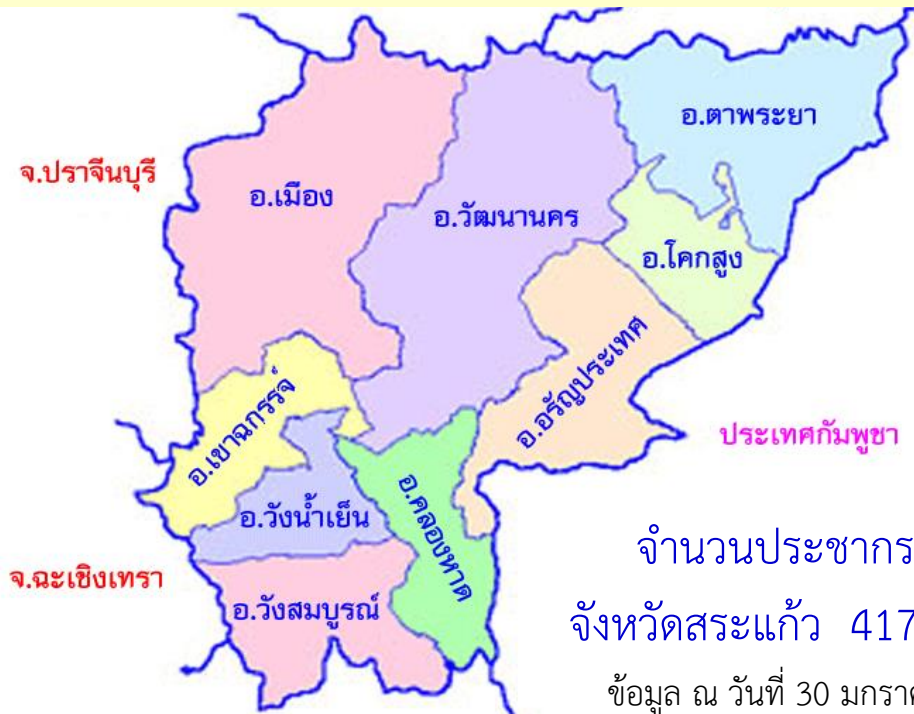 อ.ตาพระยา
จ.ปราจีนบุรี
อ.เมือง
อ.วัฒนานคร
อ.โคกสูง
อ.อรัญประเทศ
อ.เขาฉกรรจ์
ประเทศกัมพูชา
อ.คลองหาด
อ.วังน้ำเย็น
จำนวนประชากร
จ.ฉะเชิงเทรา
อ.วังสมบูรณ์
จังหวัดสระแก้ว 417
ข้อมูล ณ วันที่ 30 มกราค